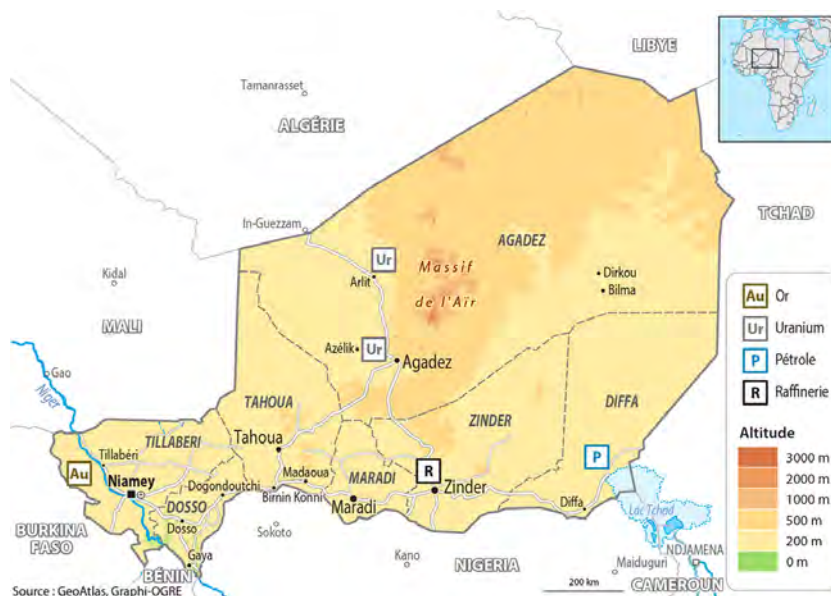 LIBYE
Tamanrasset
ALGÉRIE
TCHAD
In-Guezzam
AGADEZ
Ur
Arlit
Massif
de l'Aïr
Dirkou
Bilma
Kidal
MALI
Azélik
Ur
Agadez
Gao
Niger
TAHOUA
ZINDER
DIFFA
TILLABERI
Tahoua
Tillabéri
Au
Niamey
Dogondoutchi
Madaoua
MARADI
R
P
Birnin Konni
Maradi
Zinder
Diffa
DOSSO
Dosso
Lac Tchad
BURKINA
FASO
Sokoto
Gaya
Kano
NIGERIA
Maiduguri
NDJAMENA
BÉNIN
CAMEROUN
200 km
Source : GeoAtlas, Graphi-OGRE
Au Or
Ur Uranium
P Pétrole
R Raffinerie
Altitude
3000 m
2000 m
1000 m
500 m
200 m
0 m